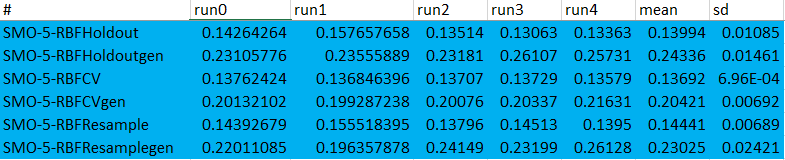 # run0 run1 run2 run3 run4 mean sd
SMO-5-RBFHoldout 0.14264264 0.157657658 0.13514 0.13063 0.13363 0.13994 0.01085
SMO-5-RBFHoldoutgen 0.23105776 0.23555889 0.23181 0.26107 0.25731 0.24336 0.01461
SMO-5-RBFCV 0.13762424 0.136846396 0.13707 0.13729 0.13579 0.13692 6.96E-04
SMO-5-RBFCVgen 0.20132102 0.199287238 0.20076 0.20337 0.21631 0.20421 0.00692
SMO-5-RBFResample 0.14392679 0.155518395 0.13796 0.14513 0.1395 0.14441 0.00689
SMO-5-RBFResamplegen 0.22011085 0.196357878 0.24149 0.23199 0.26128 0.23025 0.02421